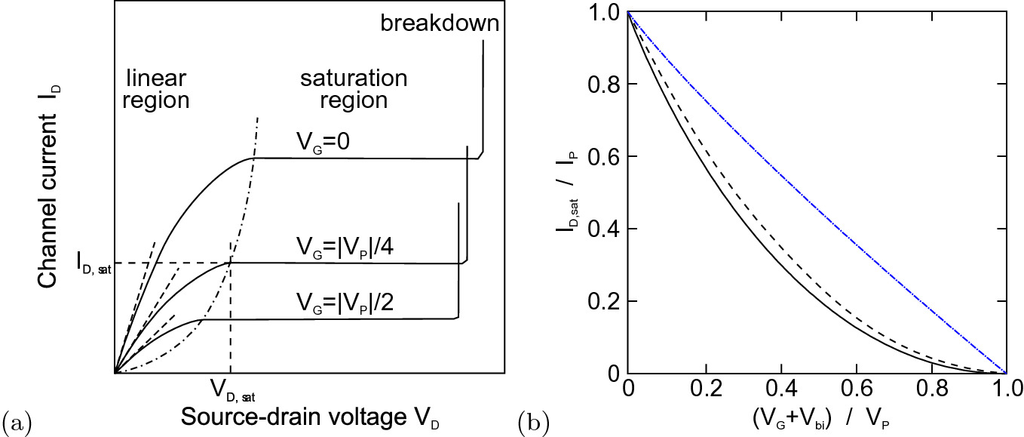 breakdown
linear
region
saturation
region
V_G=0
V_G=|V_P|/4
V_G=|V_P|/2
Channel current I_D
I_D, sat
V_D, sat
Source-drain voltage V_D
(a)
1.0
0.8
0.6
0.4
0.2
0
I_D,sat / I_P
0
0.2
0.4
0.6
0.8
1.0
(V_G+V_bi) / V_P
(b)